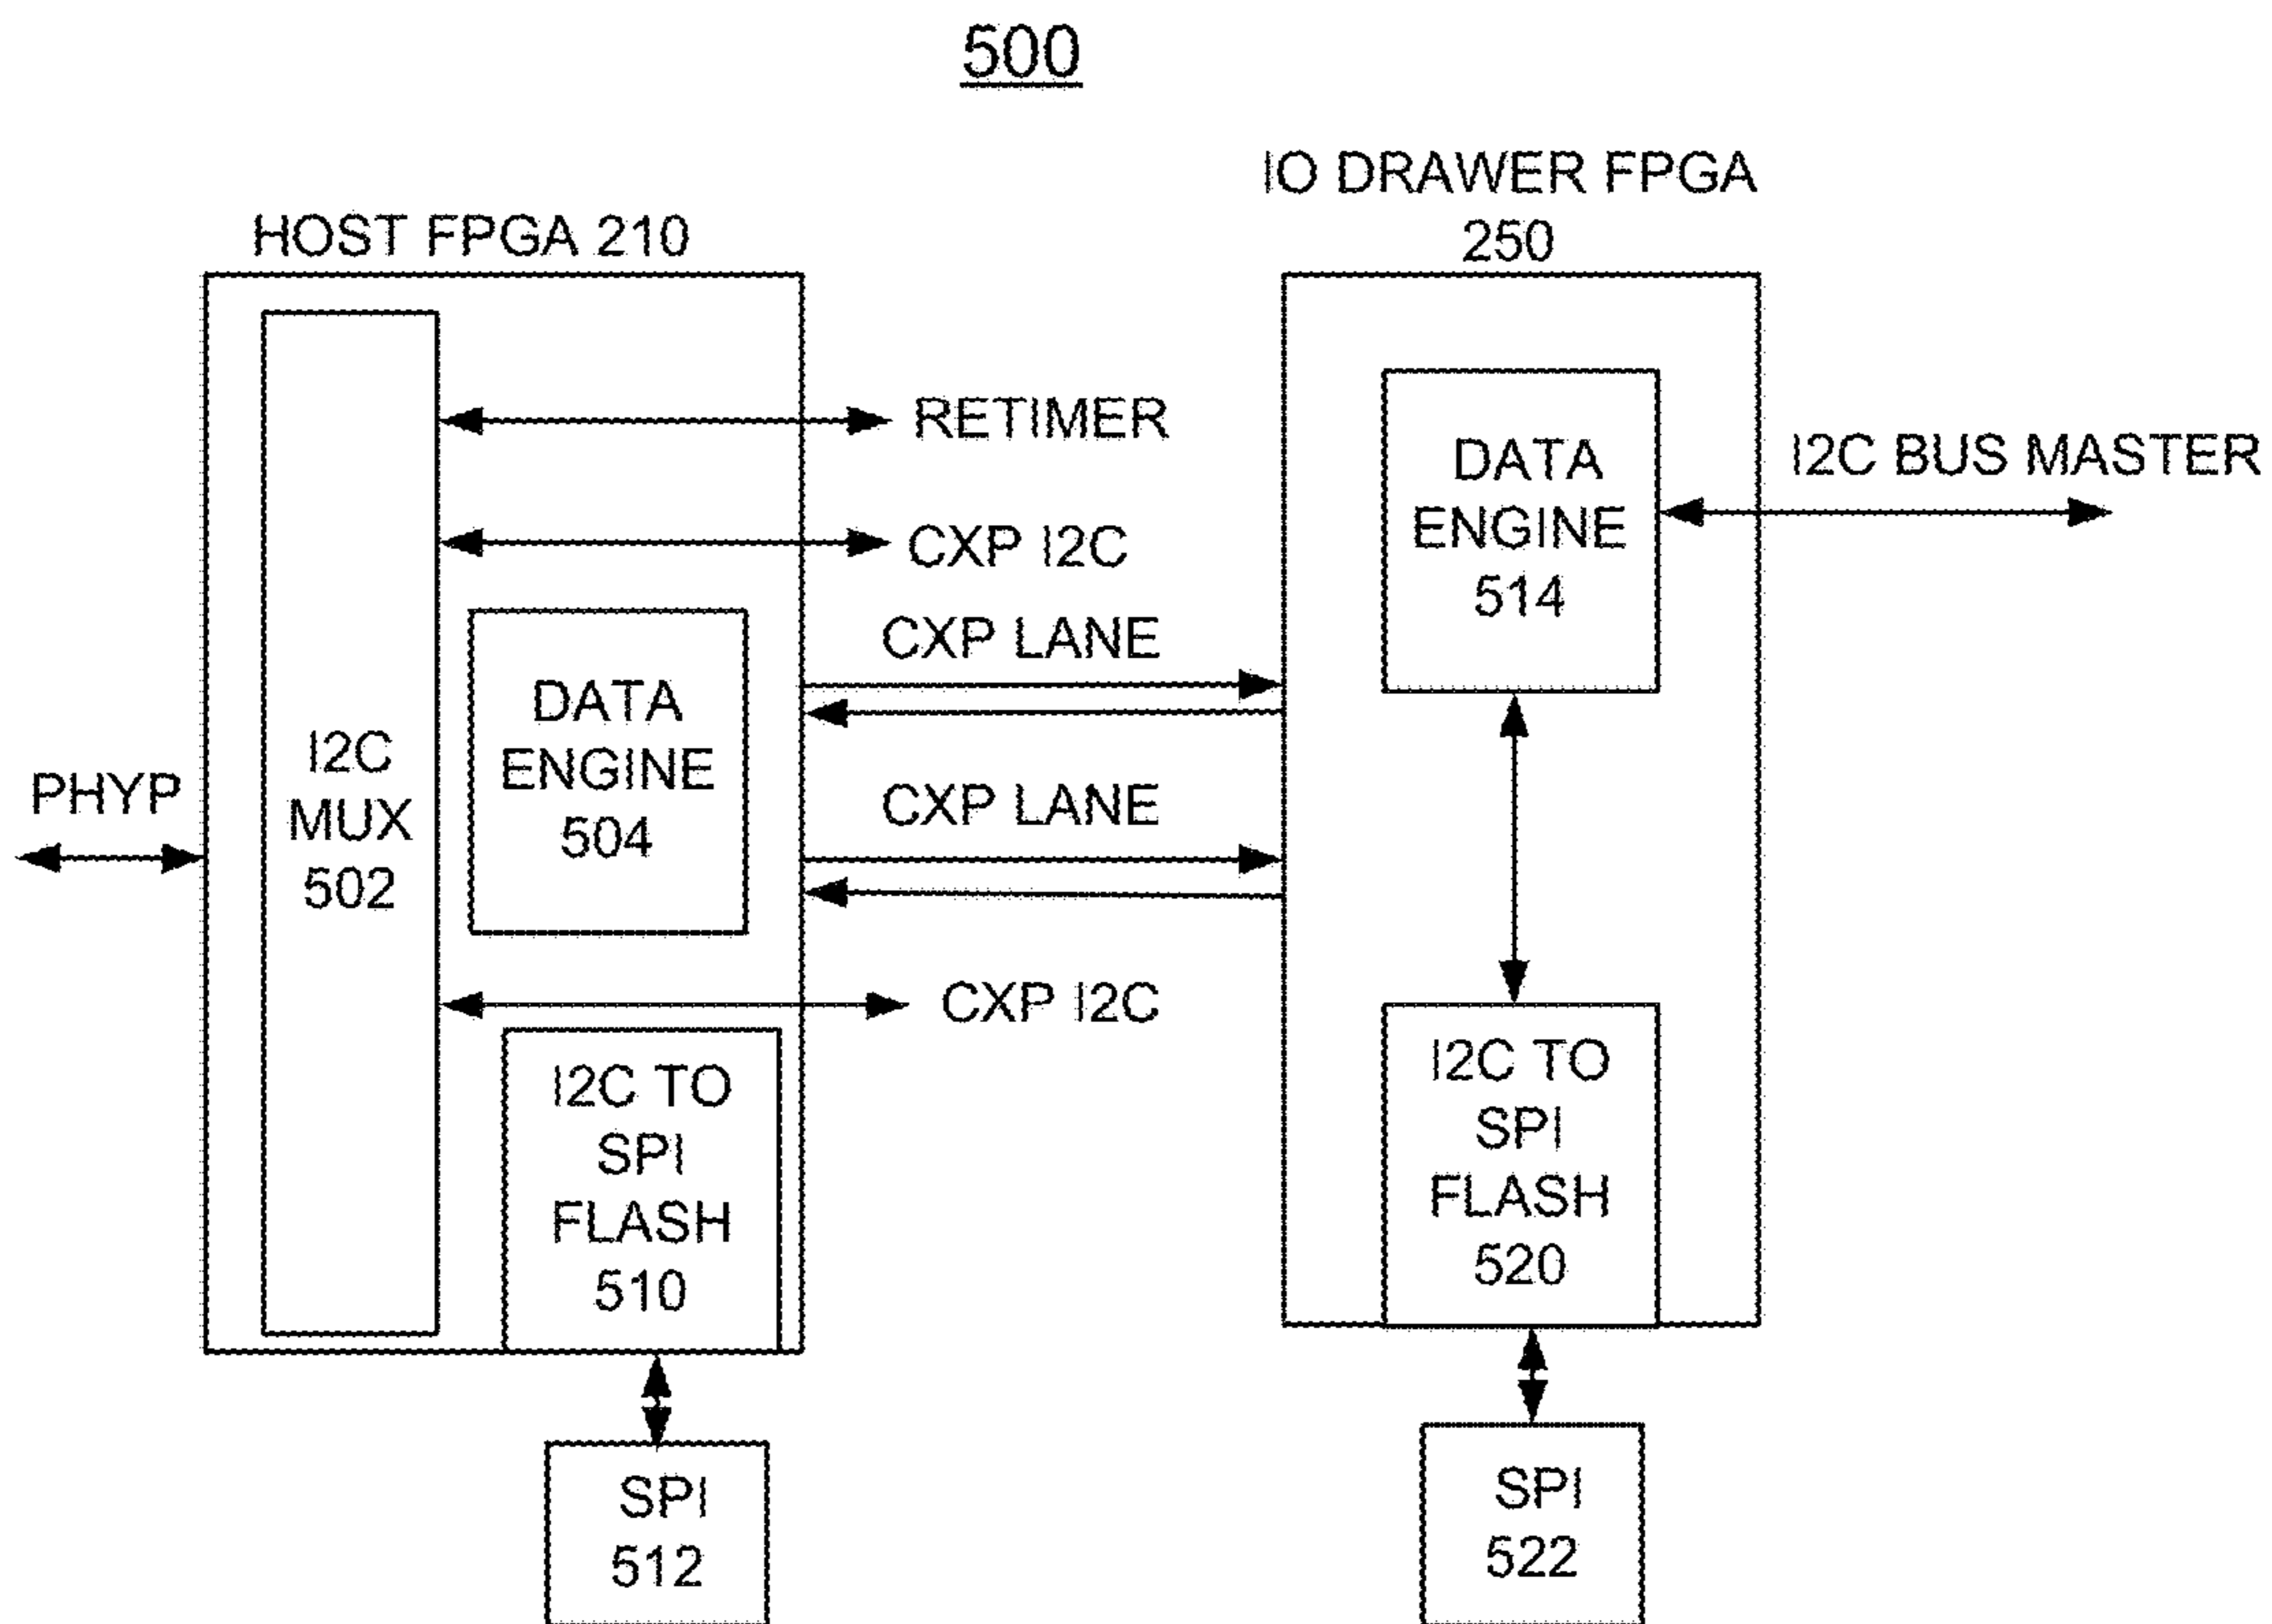 500
HOST FPGA 210
IO DRAWER FPGA
250
PHYP
I2C
MUX
502
RETIMER
CXP I2C
DATA
ENGINE
504
CXP LANE
CXP LANE
CXP I2C
I2C TO
SPI
FLASH
510
SPI
512
DATA
ENGINE
514
I2C BUS MASTER
I2C TO
SPI
FLASH
520
SPI
522